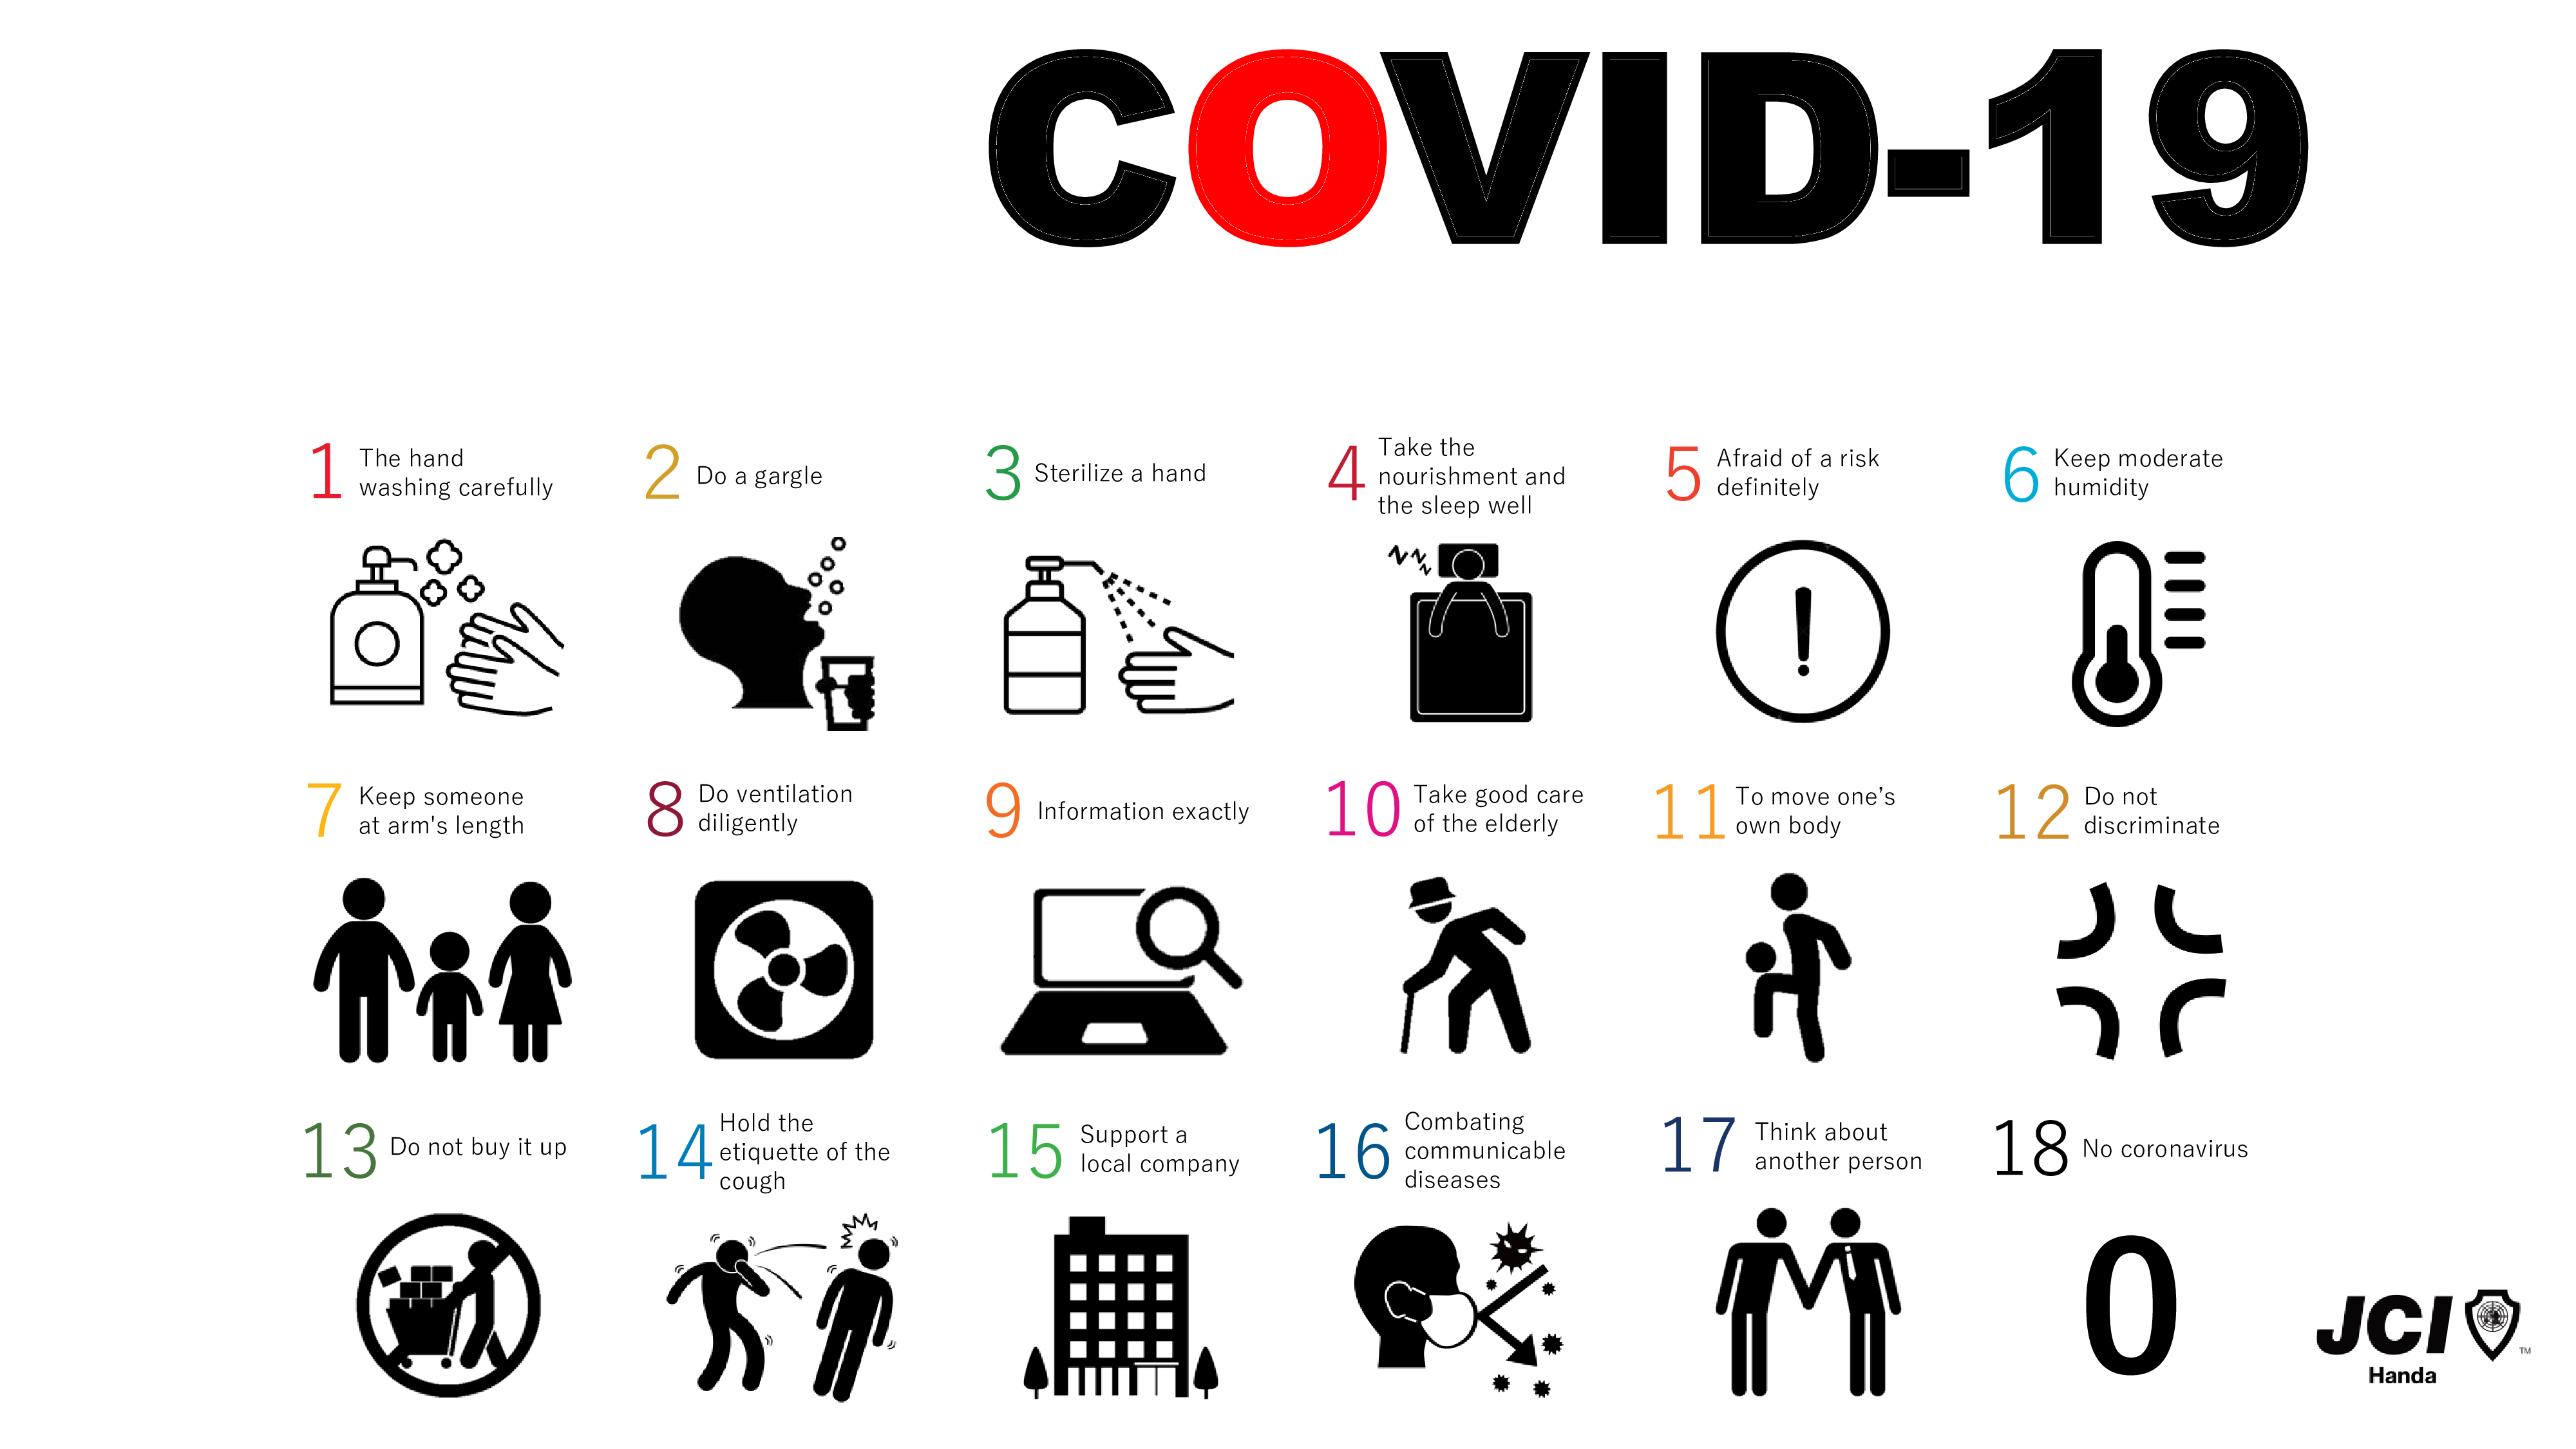 COVID-19
1 The hand
washing carefully
2 Do a gargle
3 Sterilize a hand
4 Take the
nourishment and
the sleep well
5 Afraid of a risk
definitely
6 Keep moderate
humidity
zzz
7 Keep someone
at arm's length
8 Do ventilation
diligently
9 Information exactly
10 Take good care
of the elderly
11 To move one’s
own body
12 Do not
discriminate
13 Do not buy it up
14 Hold the
etiquette of the
cough
15 Support a
local company
16 Combating
communicable
diseases
17 Think about
another person
18 No coronavirus
0
JCI TM
Handa